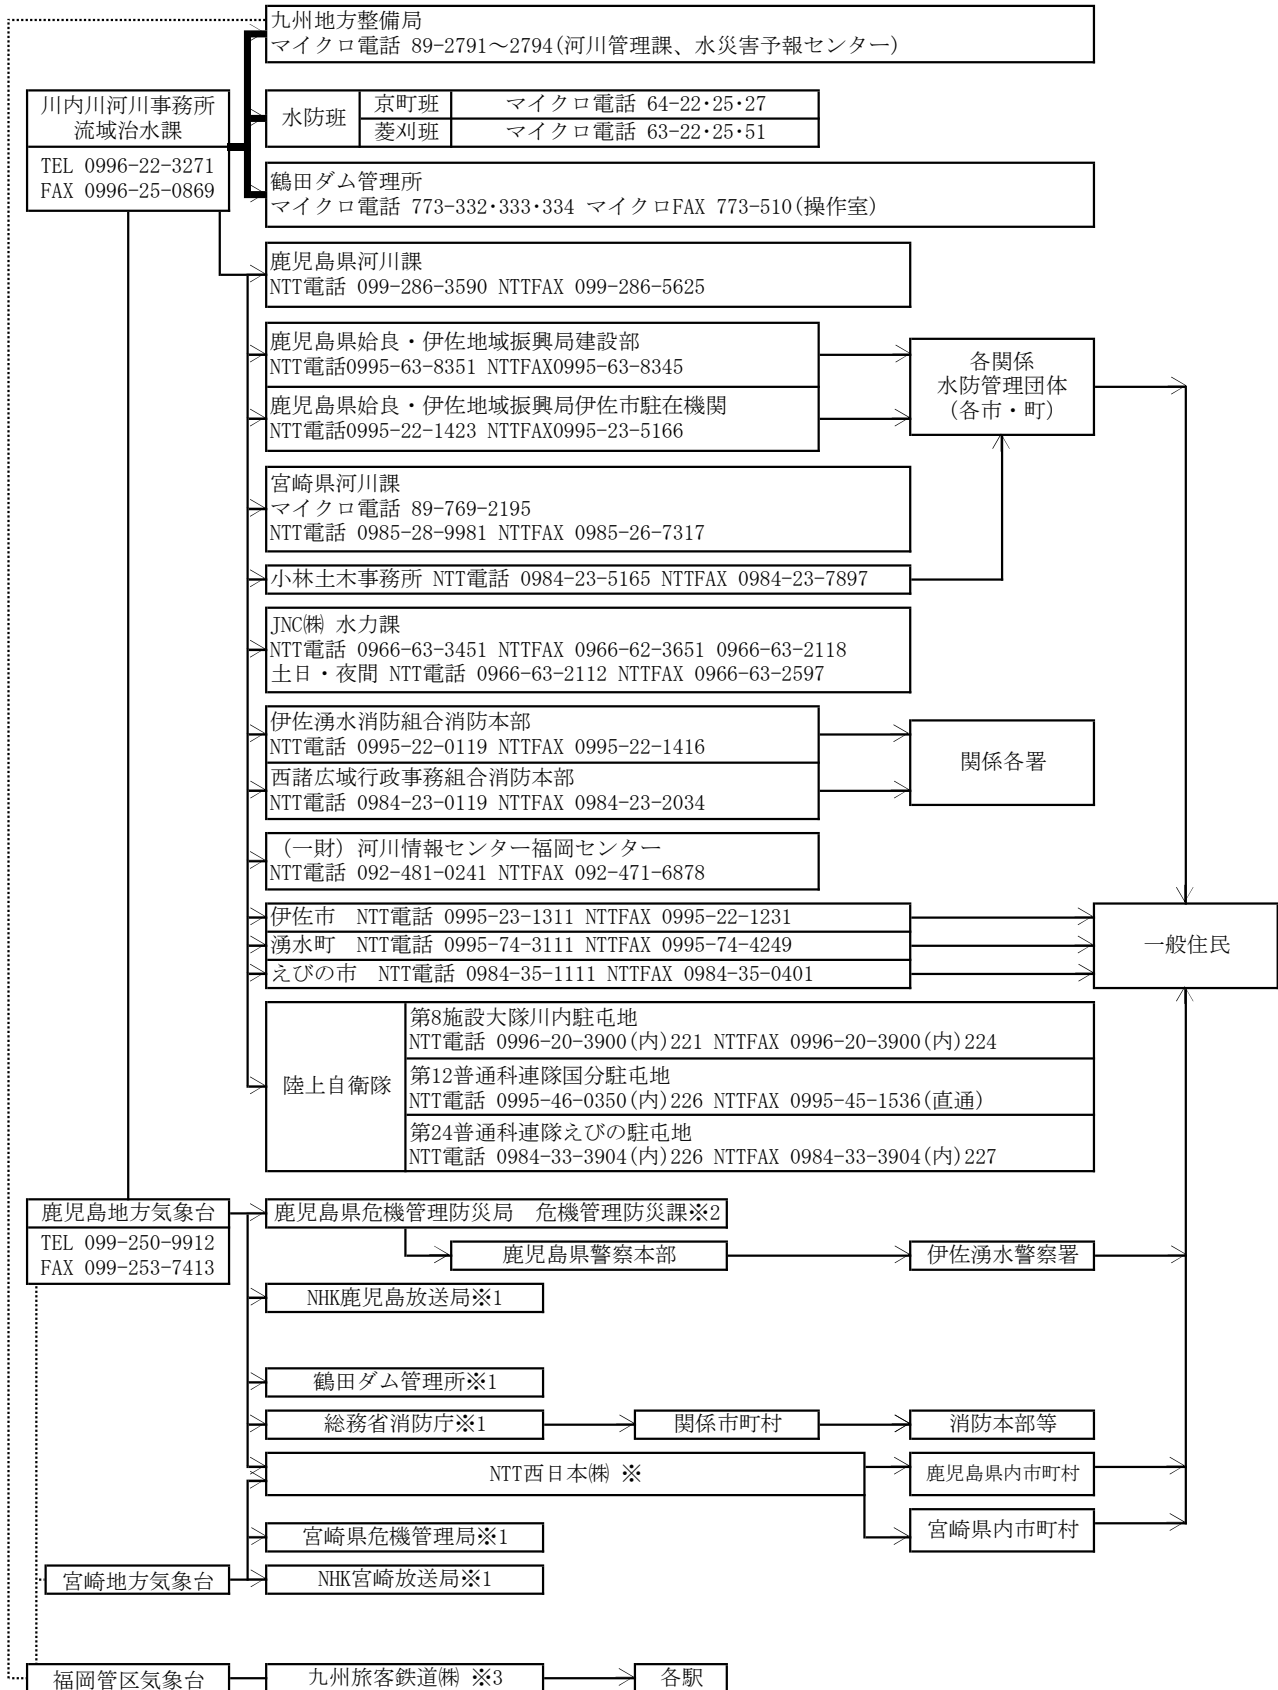 九州地方整備局
マイクロ電話 89-2791～2794(河川管理課、水災害予報センター)
川内川河川事務所
流域治水課
TEL 0996-22-3271
FAX 0996-25-0869
水防班
京町班
マイクロ電話 64-22・25・27
菱刈班
マイクロ電話 63-22・25・51
鶴田ダム管理所
マイクロ電話 773-332・333・334 マイクロFAX 773-510(操作室)
鹿児島県河川課
NTT電話 099-286-3590 NTTFAX 099-286-5625
鹿児島県姶良・伊佐地域振興局建設部
NTT電話0995-63-8351 NTTFAX0995-63-8345
鹿児島県姶良・伊佐地域振興局伊佐市駐在機関
NTT電話0995-22-1423 NTTFAX0995-23-5166
各関係
水防管理団体
（各市・町）
宮崎県河川課
マイクロ電話 89-769-2195
NTT電話 0985-28-9981 NTTFAX 0985-26-7317
小林土木事務所 NTT電話 0984-23-5165 NTTFAX 0984-23-7897
JNC㈱ 水力課
NTT電話 0966-63-3451 NTTFAX 0966-62-3651 0966-63-2118
土日・夜間 NTT電話 0966-63-2112 NTTFAX 0966-63-2597
伊佐湧水消防組合消防本部
NTT電話 0995-22-0119 NTTFAX 0995-22-1416
西諸広域行政事務組合消防本部
NTT電話 0984-23-0119 NTTFAX 0984-23-2034
関係各署
（一財）河川情報センター福岡センター
NTT電話 092-481-0241 NTTFAX 092-471-6878
伊佐市　NTT電話 0995-23-1311 NTTFAX 0995-22-1231
湧水町　NTT電話 0995-74-3111 NTTFAX 0995-74-4249
えびの市　NTT電話 0984-35-1111 NTTFAX 0984-35-0401
一般住民
陸上自衛隊
第8施設大隊川内駐屯地
NTT電話 0996-20-3900(内)221 NTTFAX 0996-20-3900(内)224
第12普通科連隊国分駐屯地
NTT電話 0995-46-0350(内)226 NTTFAX 0995-45-1536(直通)
第24普通科連隊えびの駐屯地
NTT電話 0984-33-3904(内)226 NTTFAX 0984-33-3904(内)227
鹿児島地方気象台
TEL 099-250-9912
FAX 099-253-7413
鹿児島県危機管理防災局　危機管理防災課※2
鹿児島県警察本部
伊佐湧水警察署
NHK鹿児島放送局※1
鶴田ダム管理所※1
総務省消防庁※1
関係市町村
消防本部等
NTT西日本㈱ ※
鹿児島県内市町村
宮崎県内市町村
宮崎県危機管理局※1
宮崎地方気象台
NHK宮崎放送局※1
福岡管区気象台
九州旅客鉄道㈱ ※3
各駅